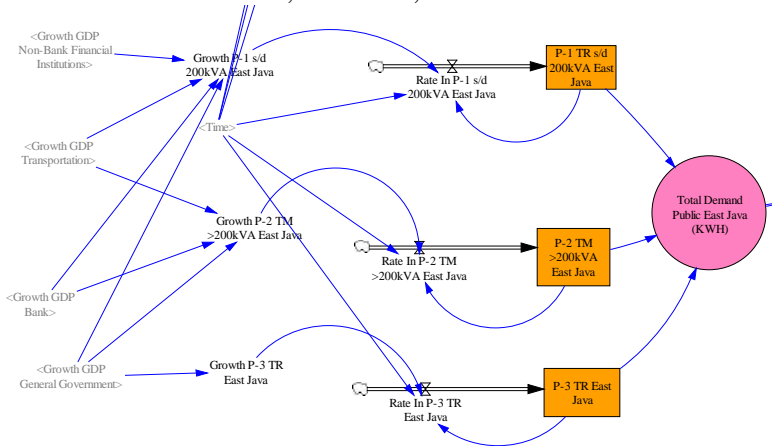 <Growth GDP
Non-Bank Financial
Institutions>
Growth P-1 s/d
200kVA East Java
Rate In P-1 s/d
200kVA East Java
P-1 TR s/d
200kVA East
Java
<Time>
<Growth GDP
Transportation>
Growth P-2 TM
>200kVA East Java
Rate In P-2 TM
>200kVA East Java
P-2 TM
>200kVA
East Java
Total Demand
Public East Java
(KWH)
<Growth GDP
Bank>
<Growth GDP
General Government>
Growth P-3 TR
East Java
Rate In P-3 TR
East Java
P-3 TR East
Java